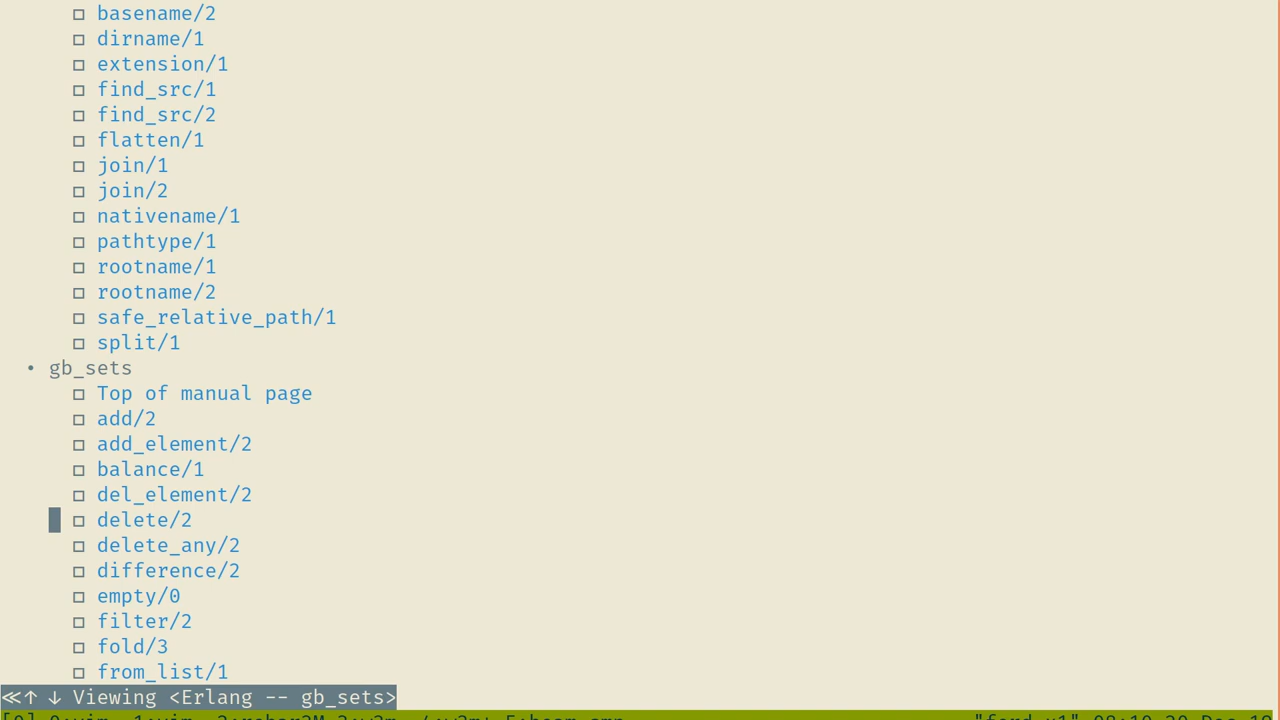 □ basename/2
□ dirname/1
□ extension/1
□ find_src/1
□ find_src/2
□ flatten/1
□ join/1
□ join/2
□ nativename/1
□ pathtype/1
□ rootname/1
□ rootname/2
□ safe_relative_path/1
□ split/1
• gb_sets
□ Top of manual page
□ add/2
□ add_element/2
□ balance/1
□ del_element/2
□ delete/2
□ delete_any/2
□ difference/2
□ empty/0
□ filter/2
□ fold/3
□ from_list/1
≪↑ ↓ Viewing <Erlang -- gb_sets>